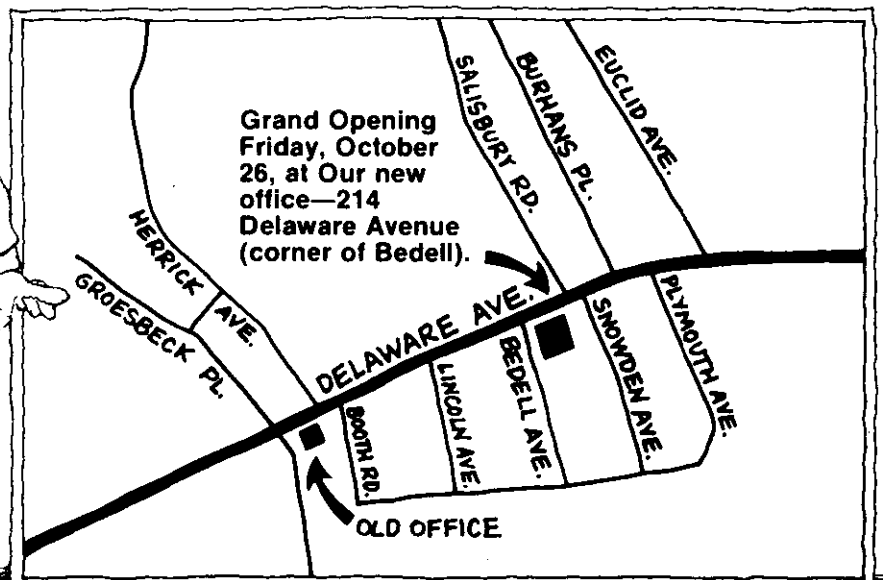 Grand Opening
Friday, October
26, at Our new
office—214
Delaware Avenue
(corner of Bedell).
SALISBURY RD.
BURHANS PL.
EUCLID AVE.
HERRICK AVE.
GROESBECK PL.
DELAWARE AVE.
BOOTH RD.
LINCOLN AVE.
BEDELL AVE.
SNOWDEN AVE.
PLYMOUTH AVE.
OLD OFFICE